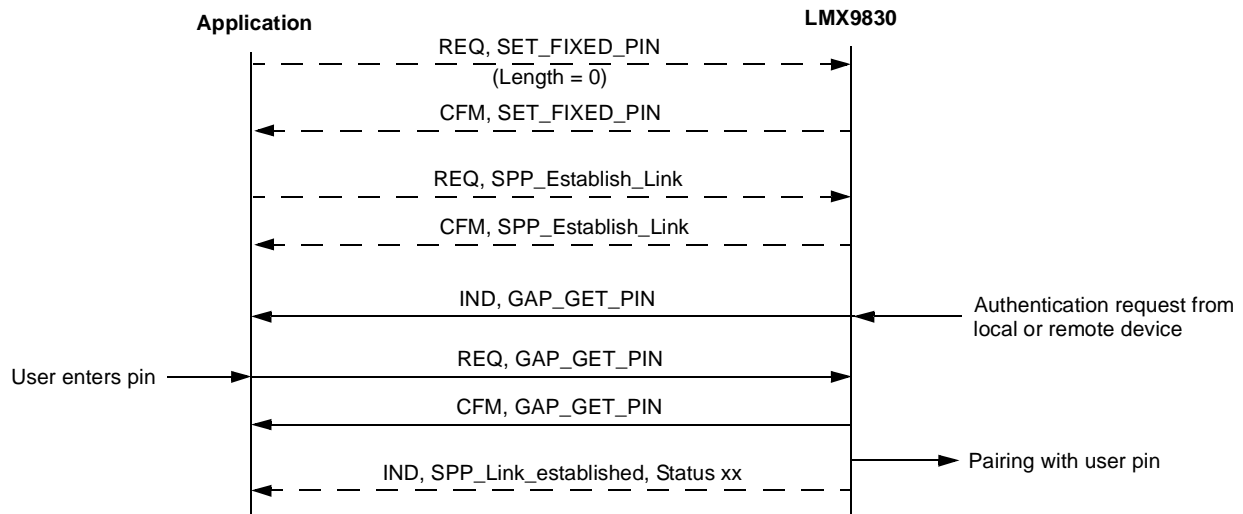 Application
LMX9830
REQ, SET_FIXED_PIN
(Length = 0)
CFM, SET_FIXED_PIN
REQ, SPP_Establish_Link
CFM, SPP_Establish_Link
IND, GAP_GET_PIN
Authentication request from
local or remote device
REQ, GAP_GET_PIN
User enters pin
CFM, GAP_GET_PIN
Pairing with user pin
IND, SPP_Link_established, Status xx